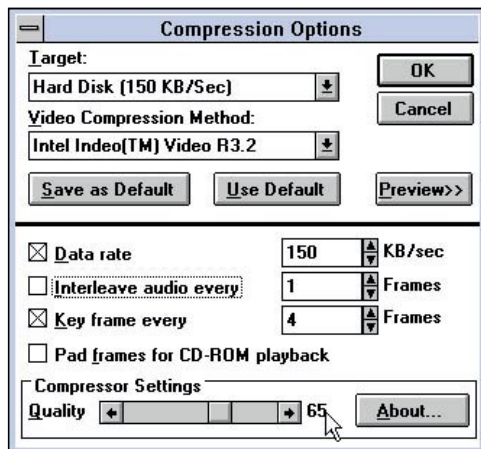 Compression Options
Target:
OK
Hard Disk (150 KB/Sec)
Cancel
Video Compression Method:
Intel Indeo(TM) Video R3.2
Save as Default Use Default Preview>>
Data rate 150 KB/sec
Interleave audio every 1 Frames
Key frame every 4 Frames
Pad frames for CD-ROM playback
Compressor Settings
Quality 65 About...